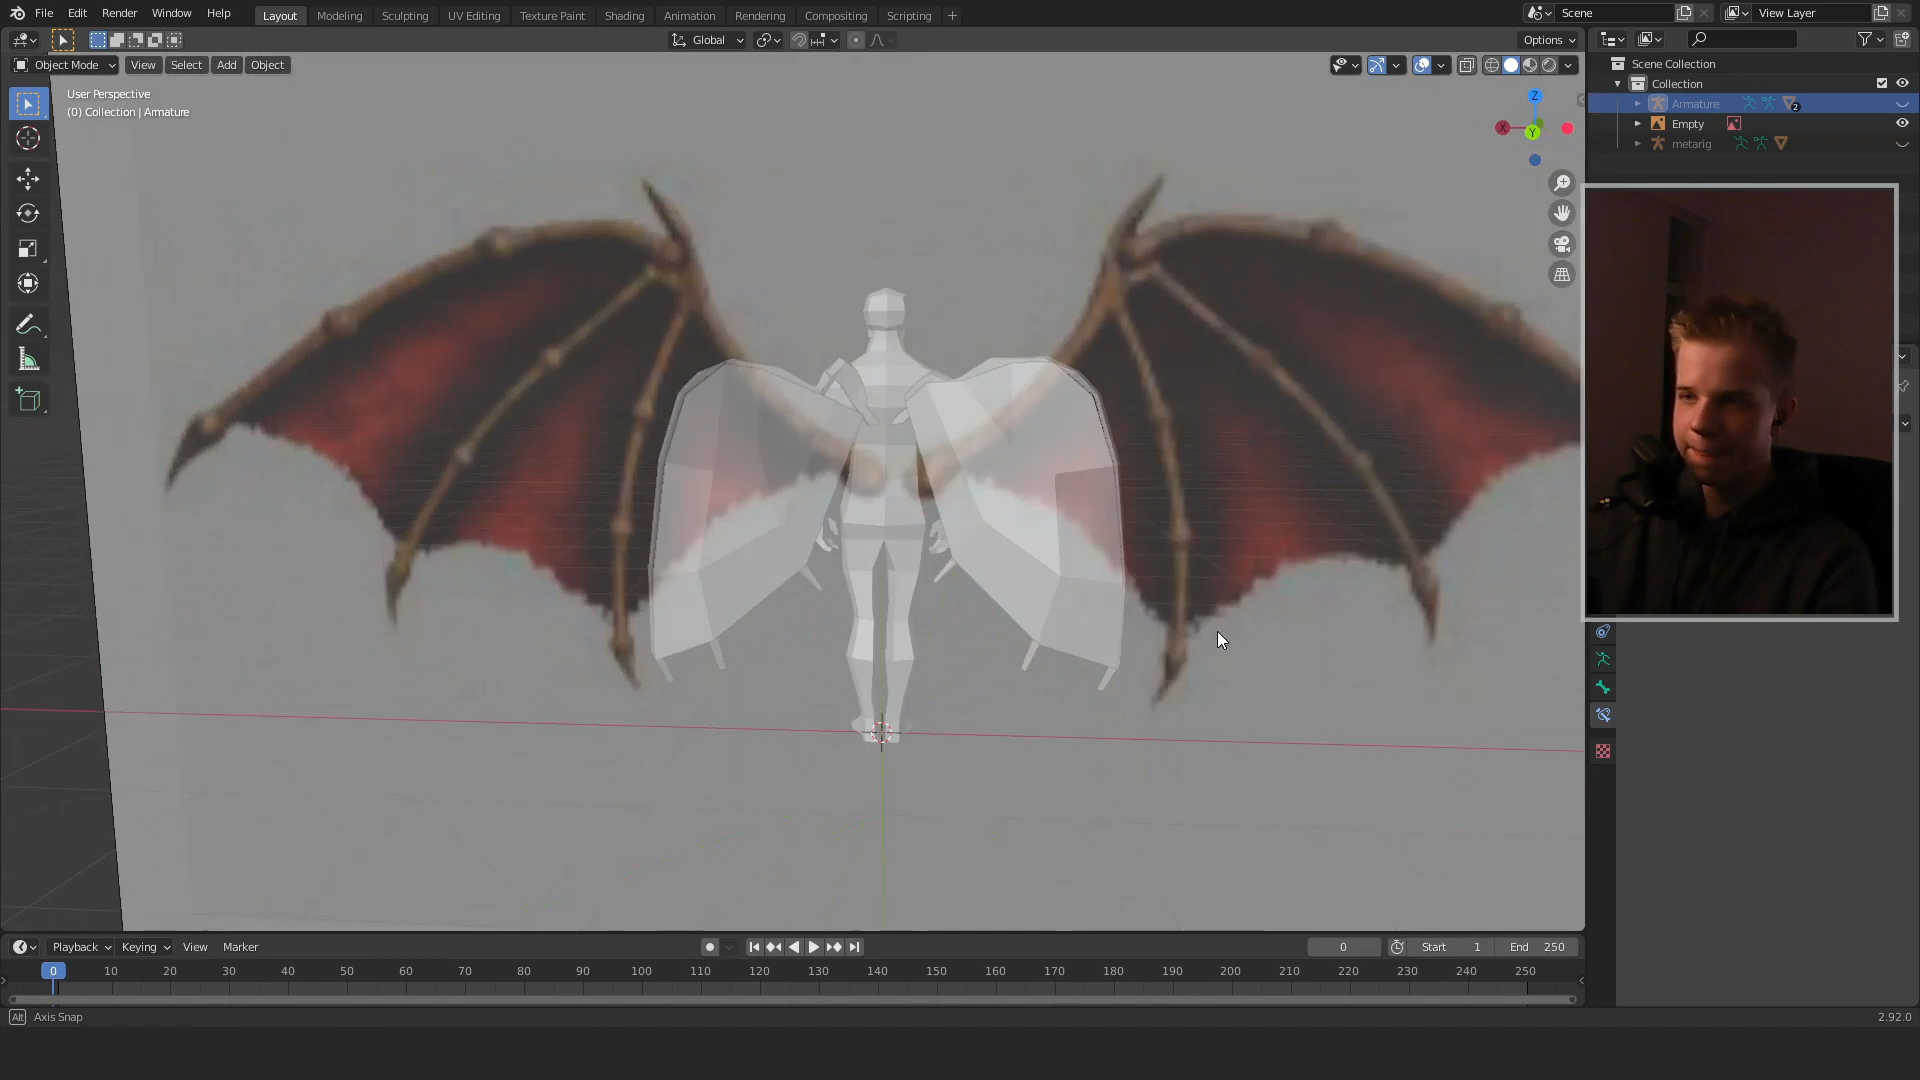 File Edit Render Window Help Layout Modeling Sculpting UV Editing Texture Paint Shading Animation Rendering Compositing Scripting + Scene View Layer
Global Options
Object Mode View Select Add Object
User Perspective
(0) Collection | Armature
Z
X
Y
Scene Collection
Collection
Armature 2
Empty
metarig
Playback Keying View Marker 0 Start 1 End 250
0 10 20 30 40 50 60 70 80 90 100 110 120 130 140 150 160 170 180 190 200 210 220 230 240 250
Alt Axis Snap 2.92.0